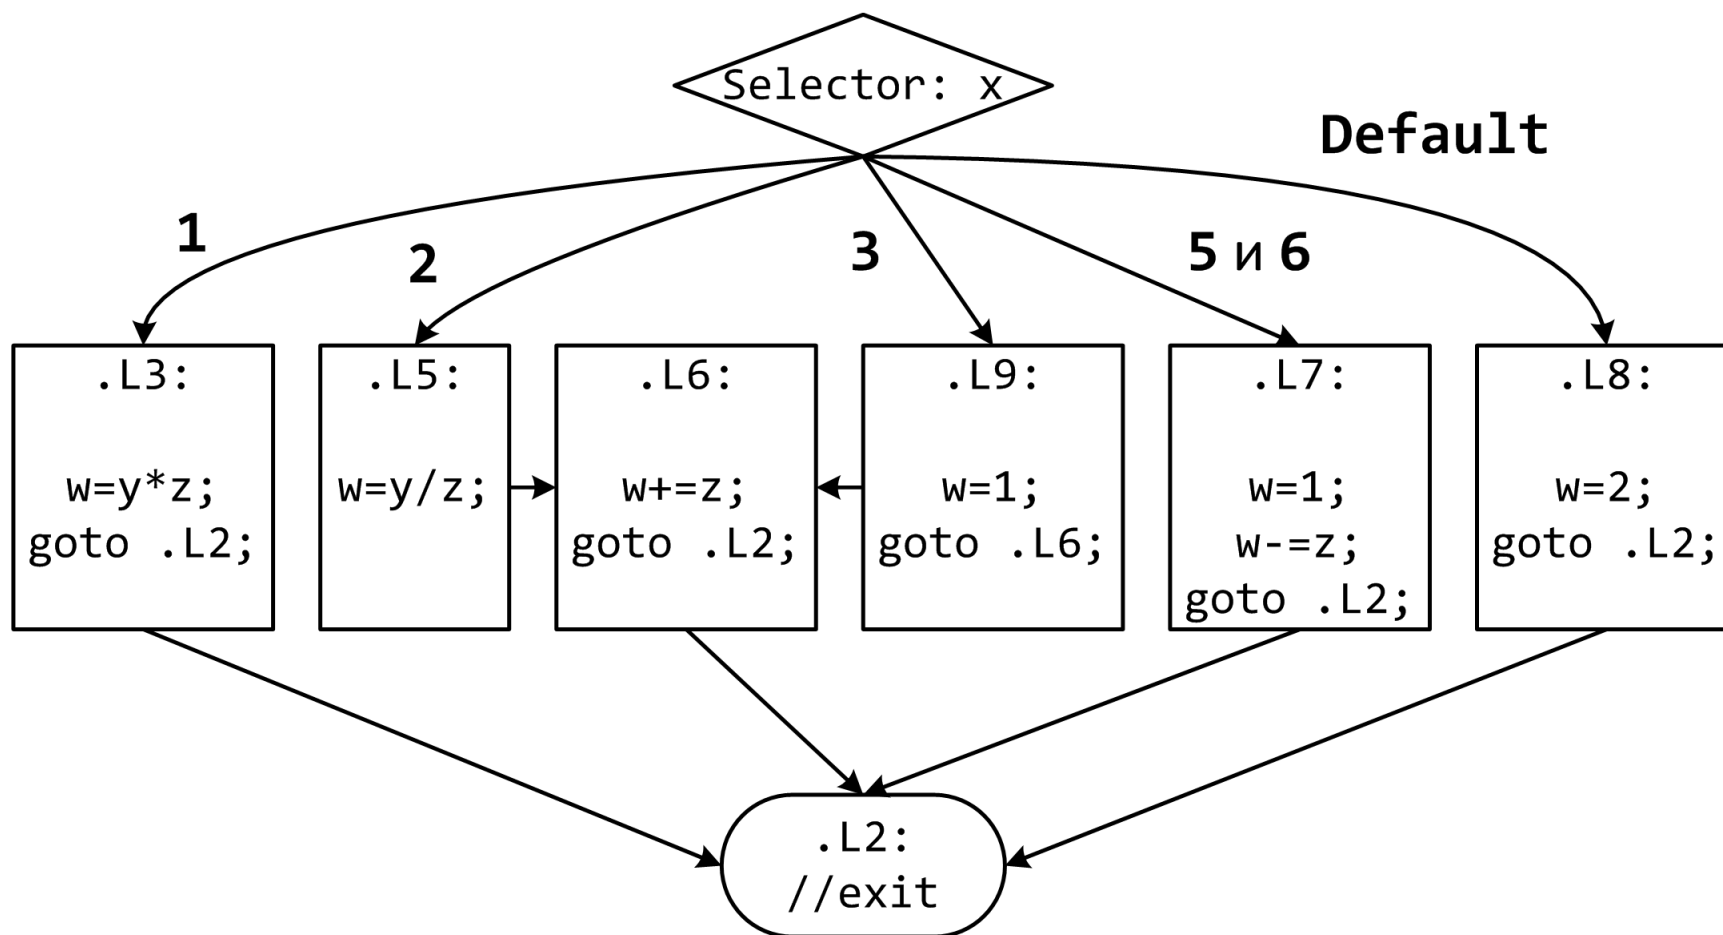 Selector: x
Default
1
2
3
5 и 6
.L3:
w=y*z;
goto .L2;
.L5:
w=y/z;
.L6:
w+=z;
goto .L2;
.L9:
w=1;
goto .L6;
.L7:
w=1;
w-=z;
goto .L2;
.L8:
w=2;
goto .L2;
.L2:
//exit